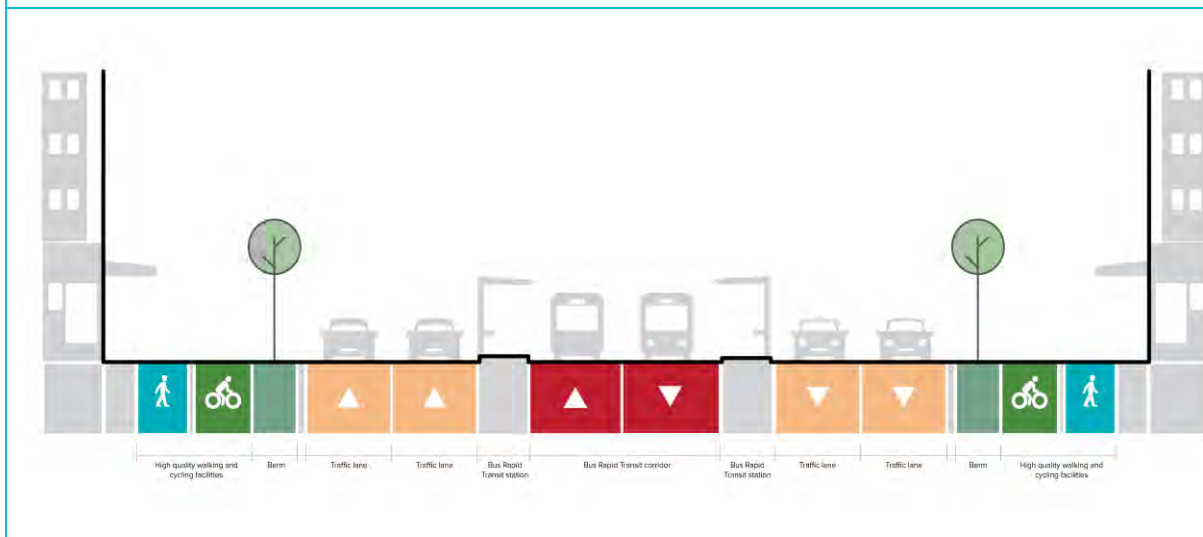 High quality walking and
cycling facilities
Berm
Traffic lane
Traffic lane
Bus Rapid
Transit station
Bus Rapid Transit corridor
Bus Rapid
Transit station
Traffic lane
Traffic lane
Berm
High quality walking and
cycling facilities